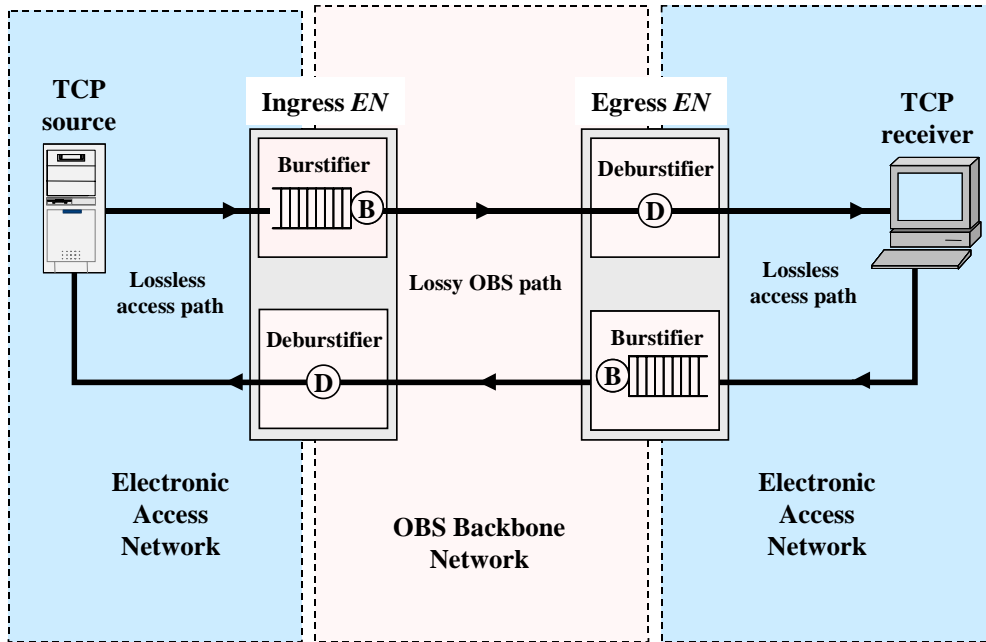 TCP
source
Ingress EN
Egress EN
TCP
receiver
Burstifier
B
Deburstifier
D
Lossless
access path
Lossy OBS path
Lossless
access path
Deburstifier
D
Burstifier
B
Electronic
Access
Network
OBS Backbone
Network
Electronic
Access
Network